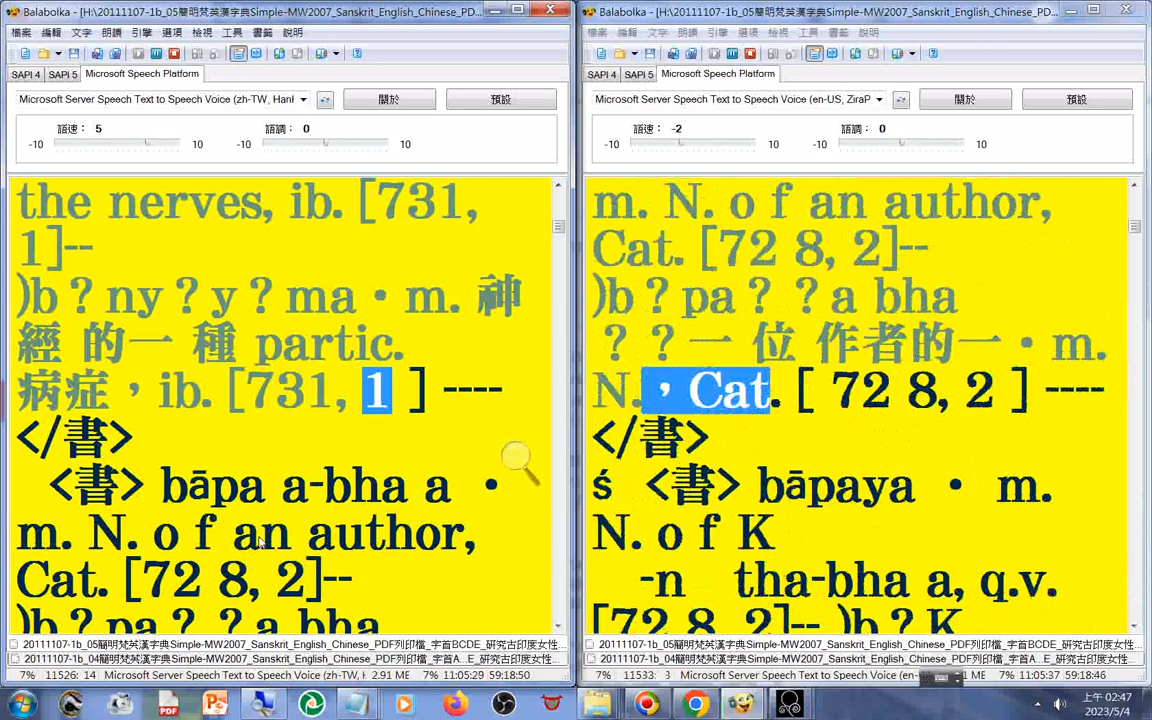 Balabolka - [H:\20111107-1b_05簡明梵英漢字典Simple-MW2007_Sanskrit_English_Chinese_PD...
檔案 編輯 文字 朗讀 引擎 選項 檢視 工具 書籤 說明
SAPI 4 SAPI 5 Microsoft Speech Platform
Microsoft Server Speech Text to Speech Voice (zh-TW, Hanl
關於 預設
語速： 5 語調： 0
-10 10 -10 10
the nerves, ib. [731,
1]--
)b？ny？y？ma・m. 神
經 的一 種 partic.
病症，ib. [731, 1 ] ----
</書>
<書> bāpa a-bha a ・
m. N. o f an author,
Cat. [72 8, 2]--
)b？pa？ ？a bha
20111107-1b_05簡明梵英漢字典Simple-MW2007_Sanskrit_English_Chinese_PDF列印檔_字首BCDE_研究古印度女性...
20111107-1b_04簡明梵英漢字典Simple-MW2007_Sanskrit_English_Chinese_PDF列印檔_字首A...E_研究古印度女性...
7% 11526: 14 Microsoft Server Speech Text to Speech Voice (zh-TW, 2.91 ME 7% 11:05:29 59:18:50
Balabolka - [H:\20111107-1b_05簡明梵英漢字典Simple-MW2007_Sanskrit_English_Chinese_PD...
檔案 編輯 文字 朗讀 引擎 選項 檢視 工具 書籤 說明
SAPI 4 SAPI 5 Microsoft Speech Platform
Microsoft Server Speech Text to Speech Voice (en-US, ZiraP
關於 預設
語速： -2 語調： 0
-10 10 -10 10
m. N. o f an author,
Cat. [72 8, 2]--
)b？pa？ ？a bha
？？一 位 作者的一・m.
N.，Cat. [ 72 8, 2 ] ----
</書>
ś <書> bāpaya ・ m.
N. o f K
-n tha-bha a, q.v.
[72 8, 2]-- )b？K
20111107-1b_05簡明梵英漢字典Simple-MW2007_Sanskrit_English_Chinese_PDF列印檔_字首BCDE_研究古印度女性...
20111107-1b_04簡明梵英漢字典Simple-MW2007_Sanskrit_English_Chinese_PDF列印檔_字首A...E_研究古印度女性...
7% 11533: Microsoft Server Speech Text to Speech Voice (en-U 1 ME 7% 11:05:37 59:18:46
上午 02:47
2023/5/4